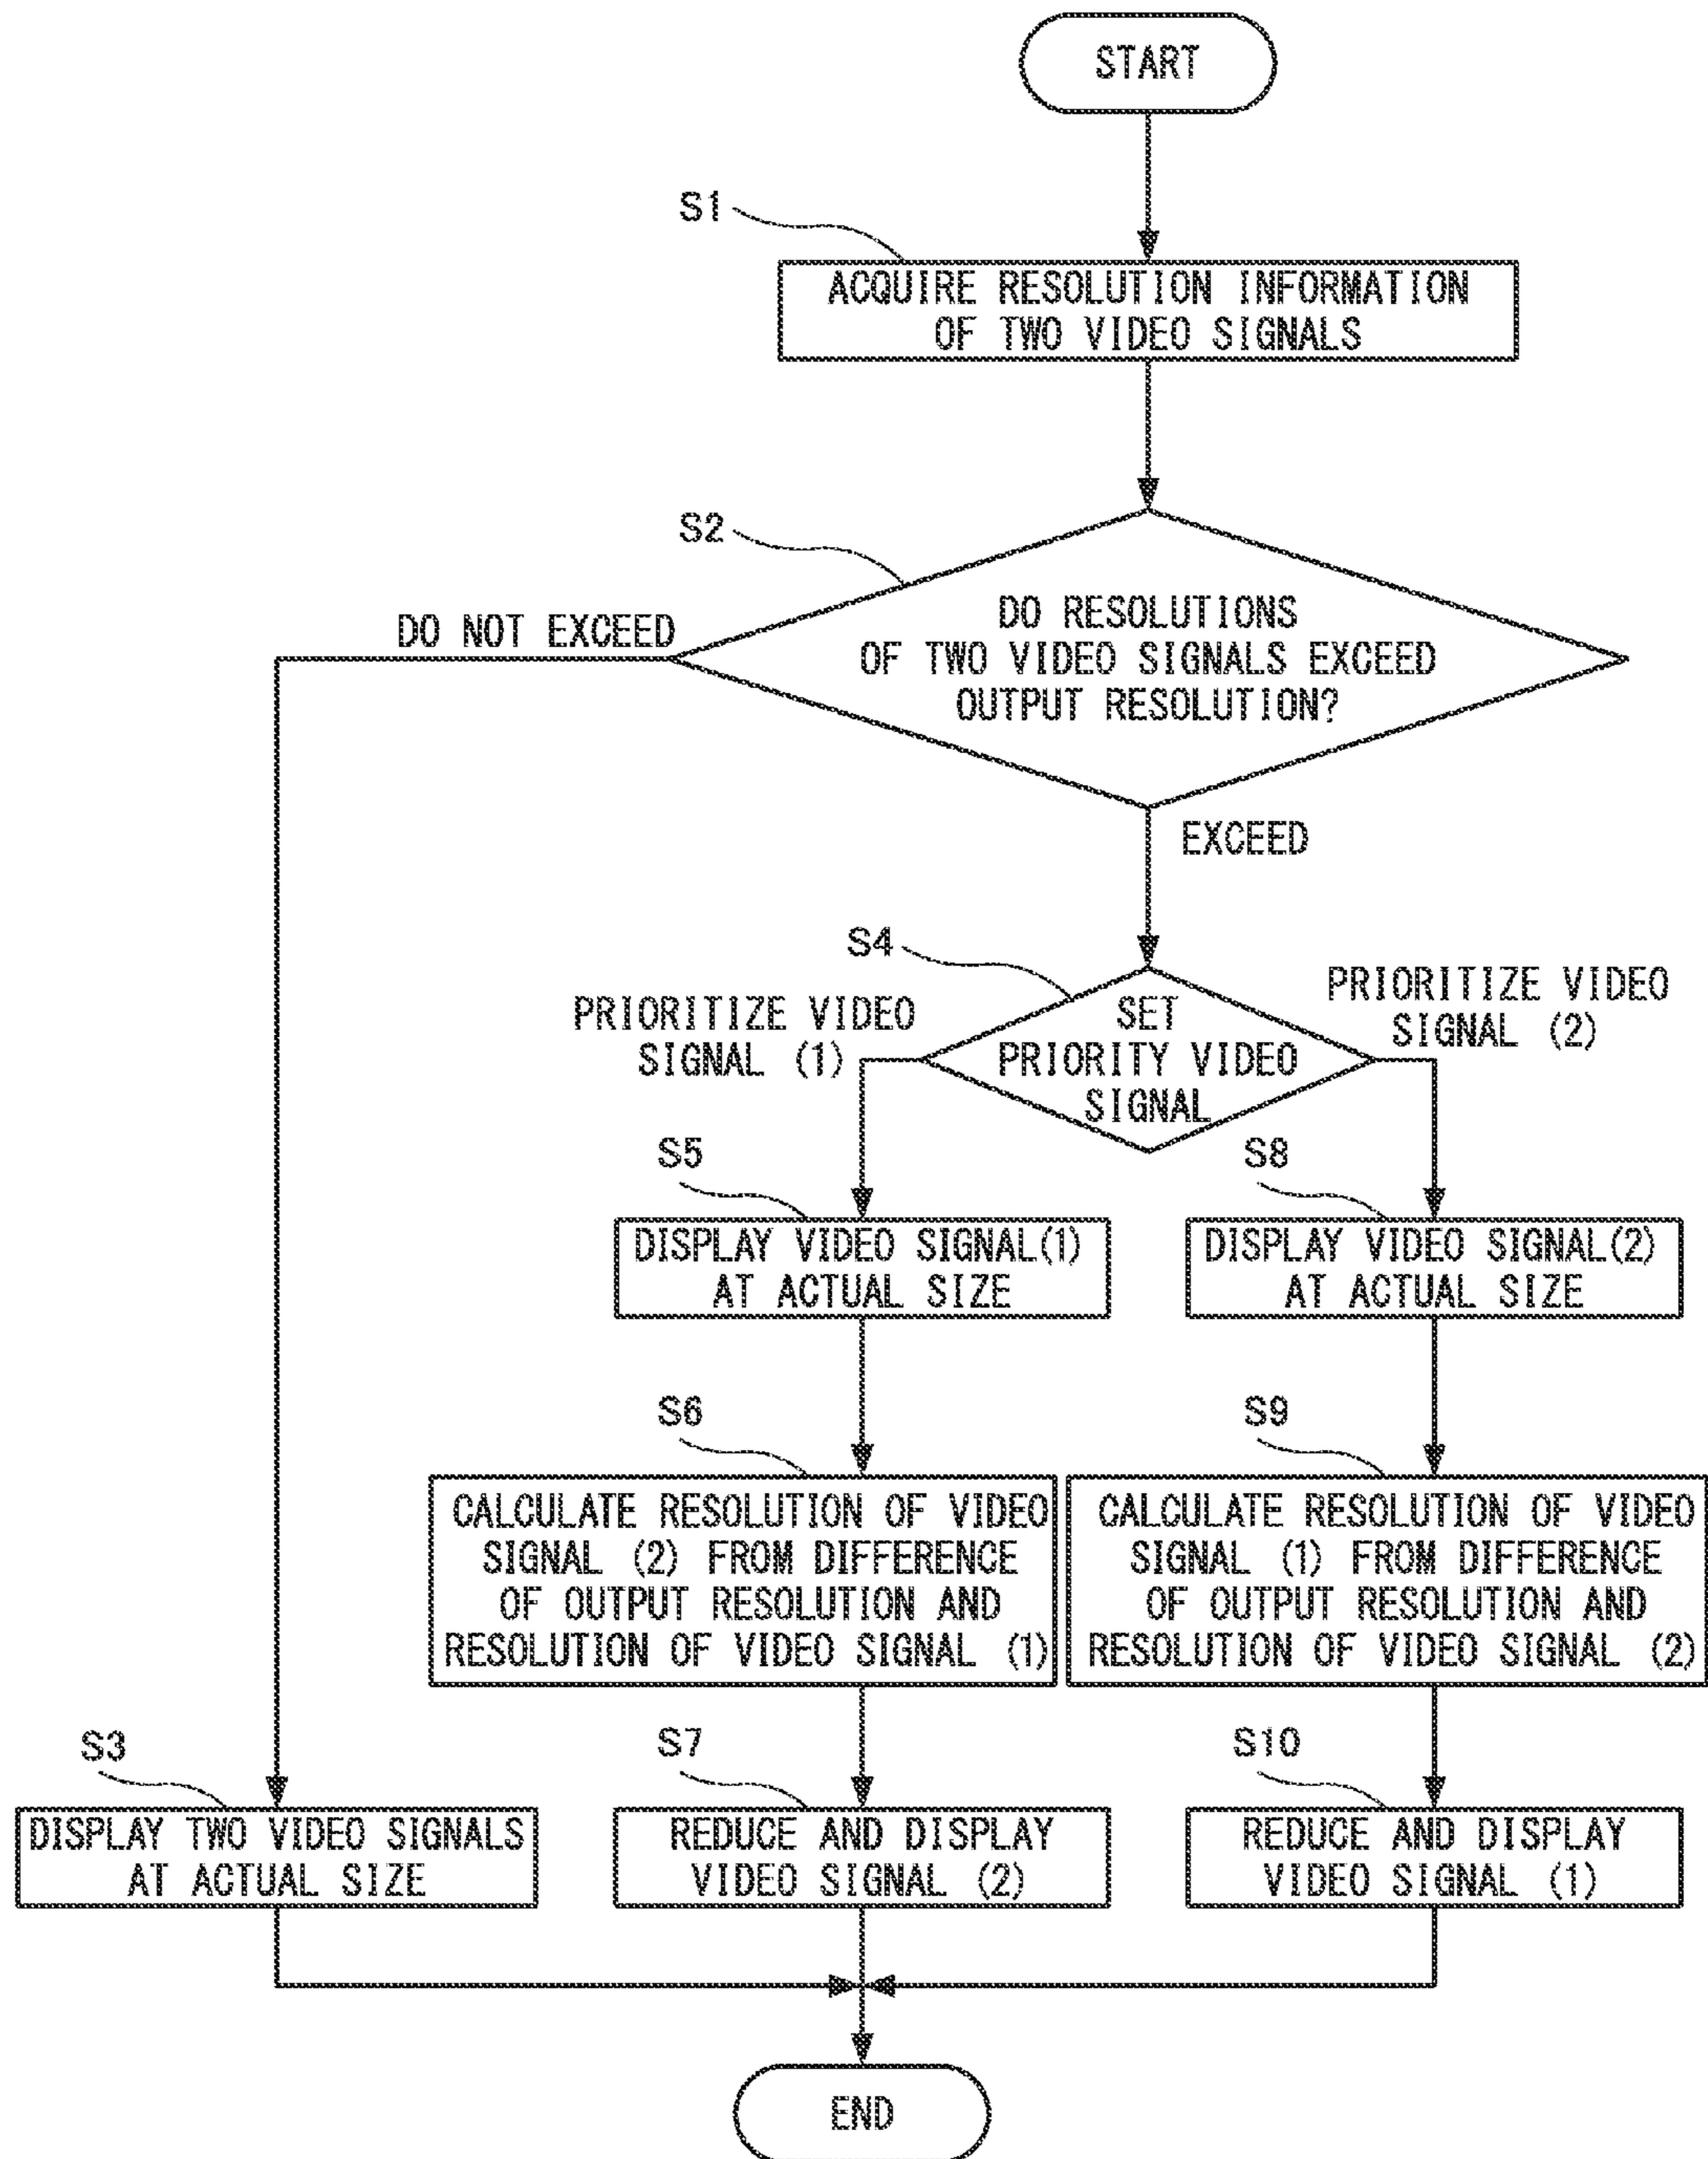 START
S1
ACQUIRE RESOLUTION INFORMATION
OF TWO VIDEO SIGNALS
S2
DO RESOLUTIONS
OF TWO VIDEO SIGNALS EXCEED
OUTPUT RESOLUTION?
DO NOT EXCEED
EXCEED
S4
SET
PRIORITY VIDEO
SIGNAL
PRIORITIZE VIDEO
SIGNAL (1)
PRIORITIZE VIDEO
SIGNAL (2)
S5
DISPLAY VIDEO SIGNAL(1)
AT ACTUAL SIZE
S8
DISPLAY VIDEO SIGNAL(2)
AT ACTUAL SIZE
S6
CALCULATE RESOLUTION OF VIDEO
SIGNAL (2) FROM DIFFERENCE
OF OUTPUT RESOLUTION AND
RESOLUTION OF VIDEO SIGNAL (1)
S9
CALCULATE RESOLUTION OF VIDEO
SIGNAL (1) FROM DIFFERENCE
OF OUTPUT RESOLUTION AND
RESOLUTION OF VIDEO SIGNAL (2)
S3
DISPLAY TWO VIDEO SIGNALS
AT ACTUAL SIZE
S7
REDUCE AND DISPLAY
VIDEO SIGNAL (2)
S10
REDUCE AND DISPLAY
VIDEO SIGNAL (1)
END